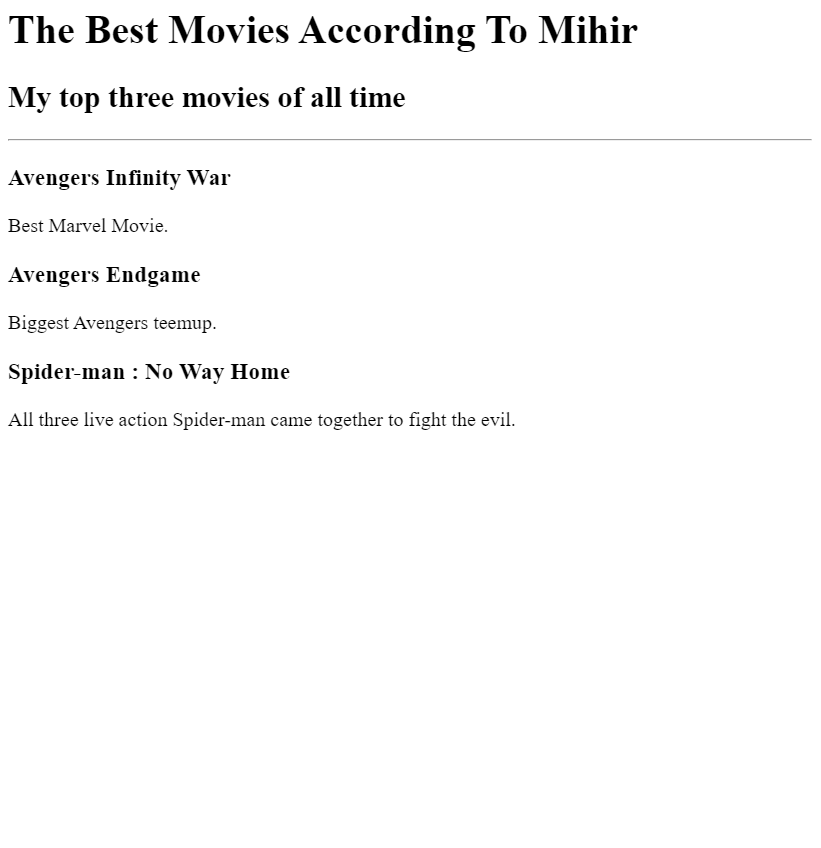 The Best Movies According To Mihir
My top three movies of all time
Avengers Infinity War
Best Marvel Movie.
Avengers Endgame
Biggest Avengers teemup.
Spider-man : No Way Home
All three live action Spider-man came together to fight the evil.